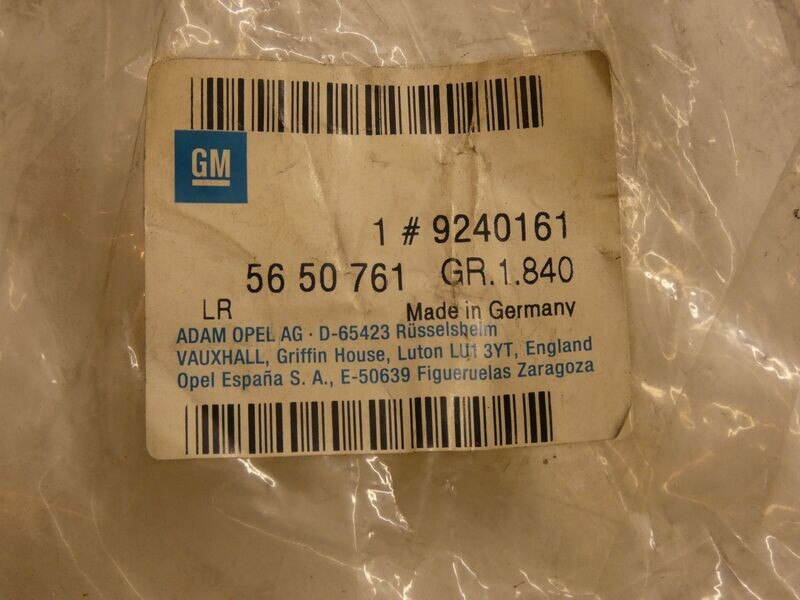 GM
1 # 9240161
56 50 761 GR.1.840
LR Made in Germany
ADAM OPEL AG · D-65423 Rüsselsheim
VAUXHALL, Griffin House, Luton LU1 3YT, England
Opel España S. A., E-50639 Figueruelas Zaragoza